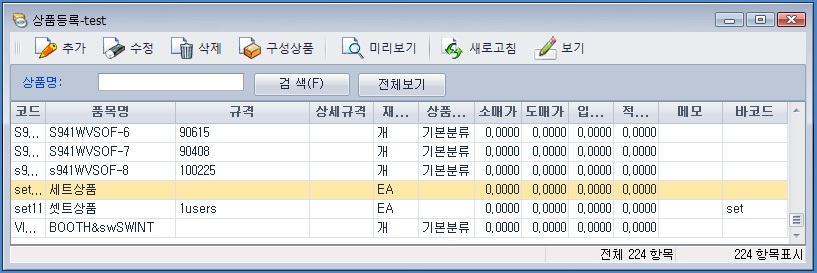 상품등록-test
추가 수정 삭제 구성상품 미리보기 새로고침 보기
상품명: 검 색(F) 전체보기
코드 품목명 규격 상세규격 재... 상품... 소매가 도매가 입... 적... 메모 바코드
S9... S941WVSOF-6 90615 개 기본분류 0,0000 0,0000 0,0000 0,0000
S9... S941WVSOF-7 90408 개 기본분류 0,0000 0,0000 0,0000 0,0000
s9... s941WVSOF-8 100225 개 기본분류 0,0000 0,0000 0,0000 0,0000
set... 세트상품 EA 0,0000 0,0000 0,0000 0,0000
set11 셋트상품 1users EA 0,0000 0,0000 0,0000 0,0000 set
VI... BOOTH&swSWINT 개 기본분류 0,0000 0,0000 0,0000 0,0000
전체 224 항목 224 항목표시